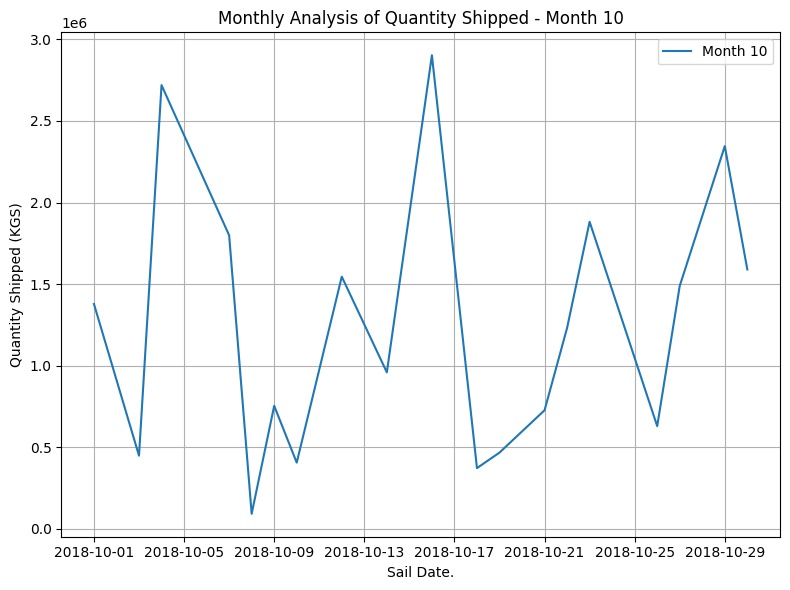 Monthly Analysis of Quantity Shipped - Month 10
1e6
3.0
Month 10
2.5
2.0
1.5
1.0
0.5
0.0
Quantity Shipped (KGS)
2018-10-01 2018-10-05 2018-10-09 2018-10-13 2018-10-17 2018-10-21 2018-10-25 2018-10-29
Sail Date.